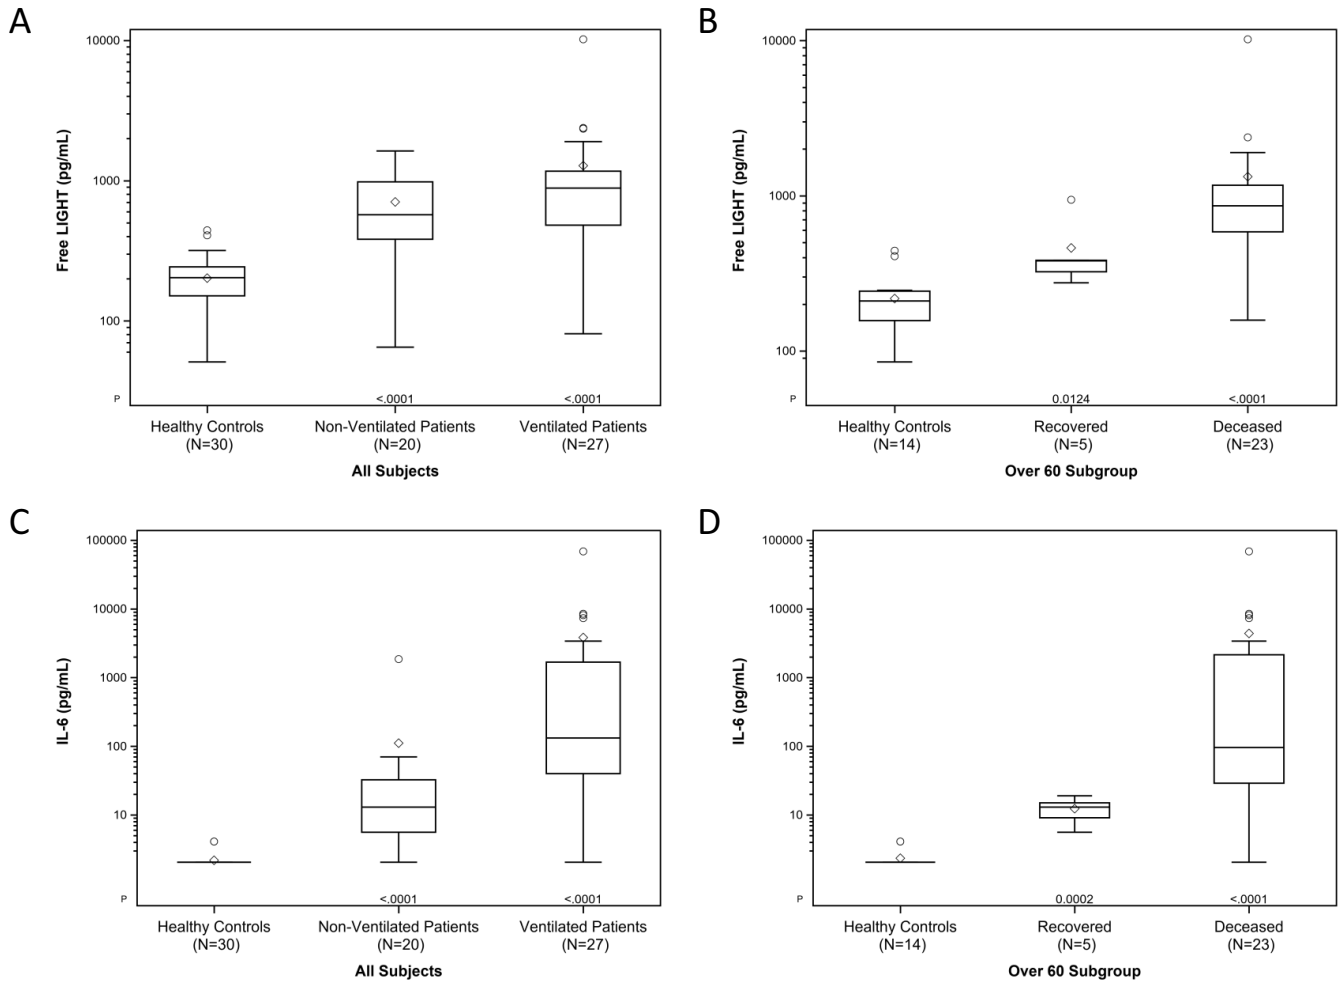 A
Free LIGHT (pg/mL)
10000
1000
100
P
<.0001
<.0001
Healthy Controls
(N=30)
Non-Ventilated Patients
(N=20)
Ventilated Patients
(N=27)
All Subjects
B
Free LIGHT (pg/mL)
10000
1000
100
P
0.0124
<.0001
Healthy Controls
(N=14)
Recovered
(N=5)
Deceased
(N=23)
Over 60 Subgroup
C
IL-6 (pg/mL)
100000
10000
1000
100
10
P
<.0001
<.0001
Healthy Controls
(N=30)
Non-Ventilated Patients
(N=20)
Ventilated Patients
(N=27)
All Subjects
D
IL-6 (pg/mL)
100000
10000
1000
100
10
P
0.0002
<.0001
Healthy Controls
(N=14)
Recovered
(N=5)
Deceased
(N=23)
Over 60 Subgroup